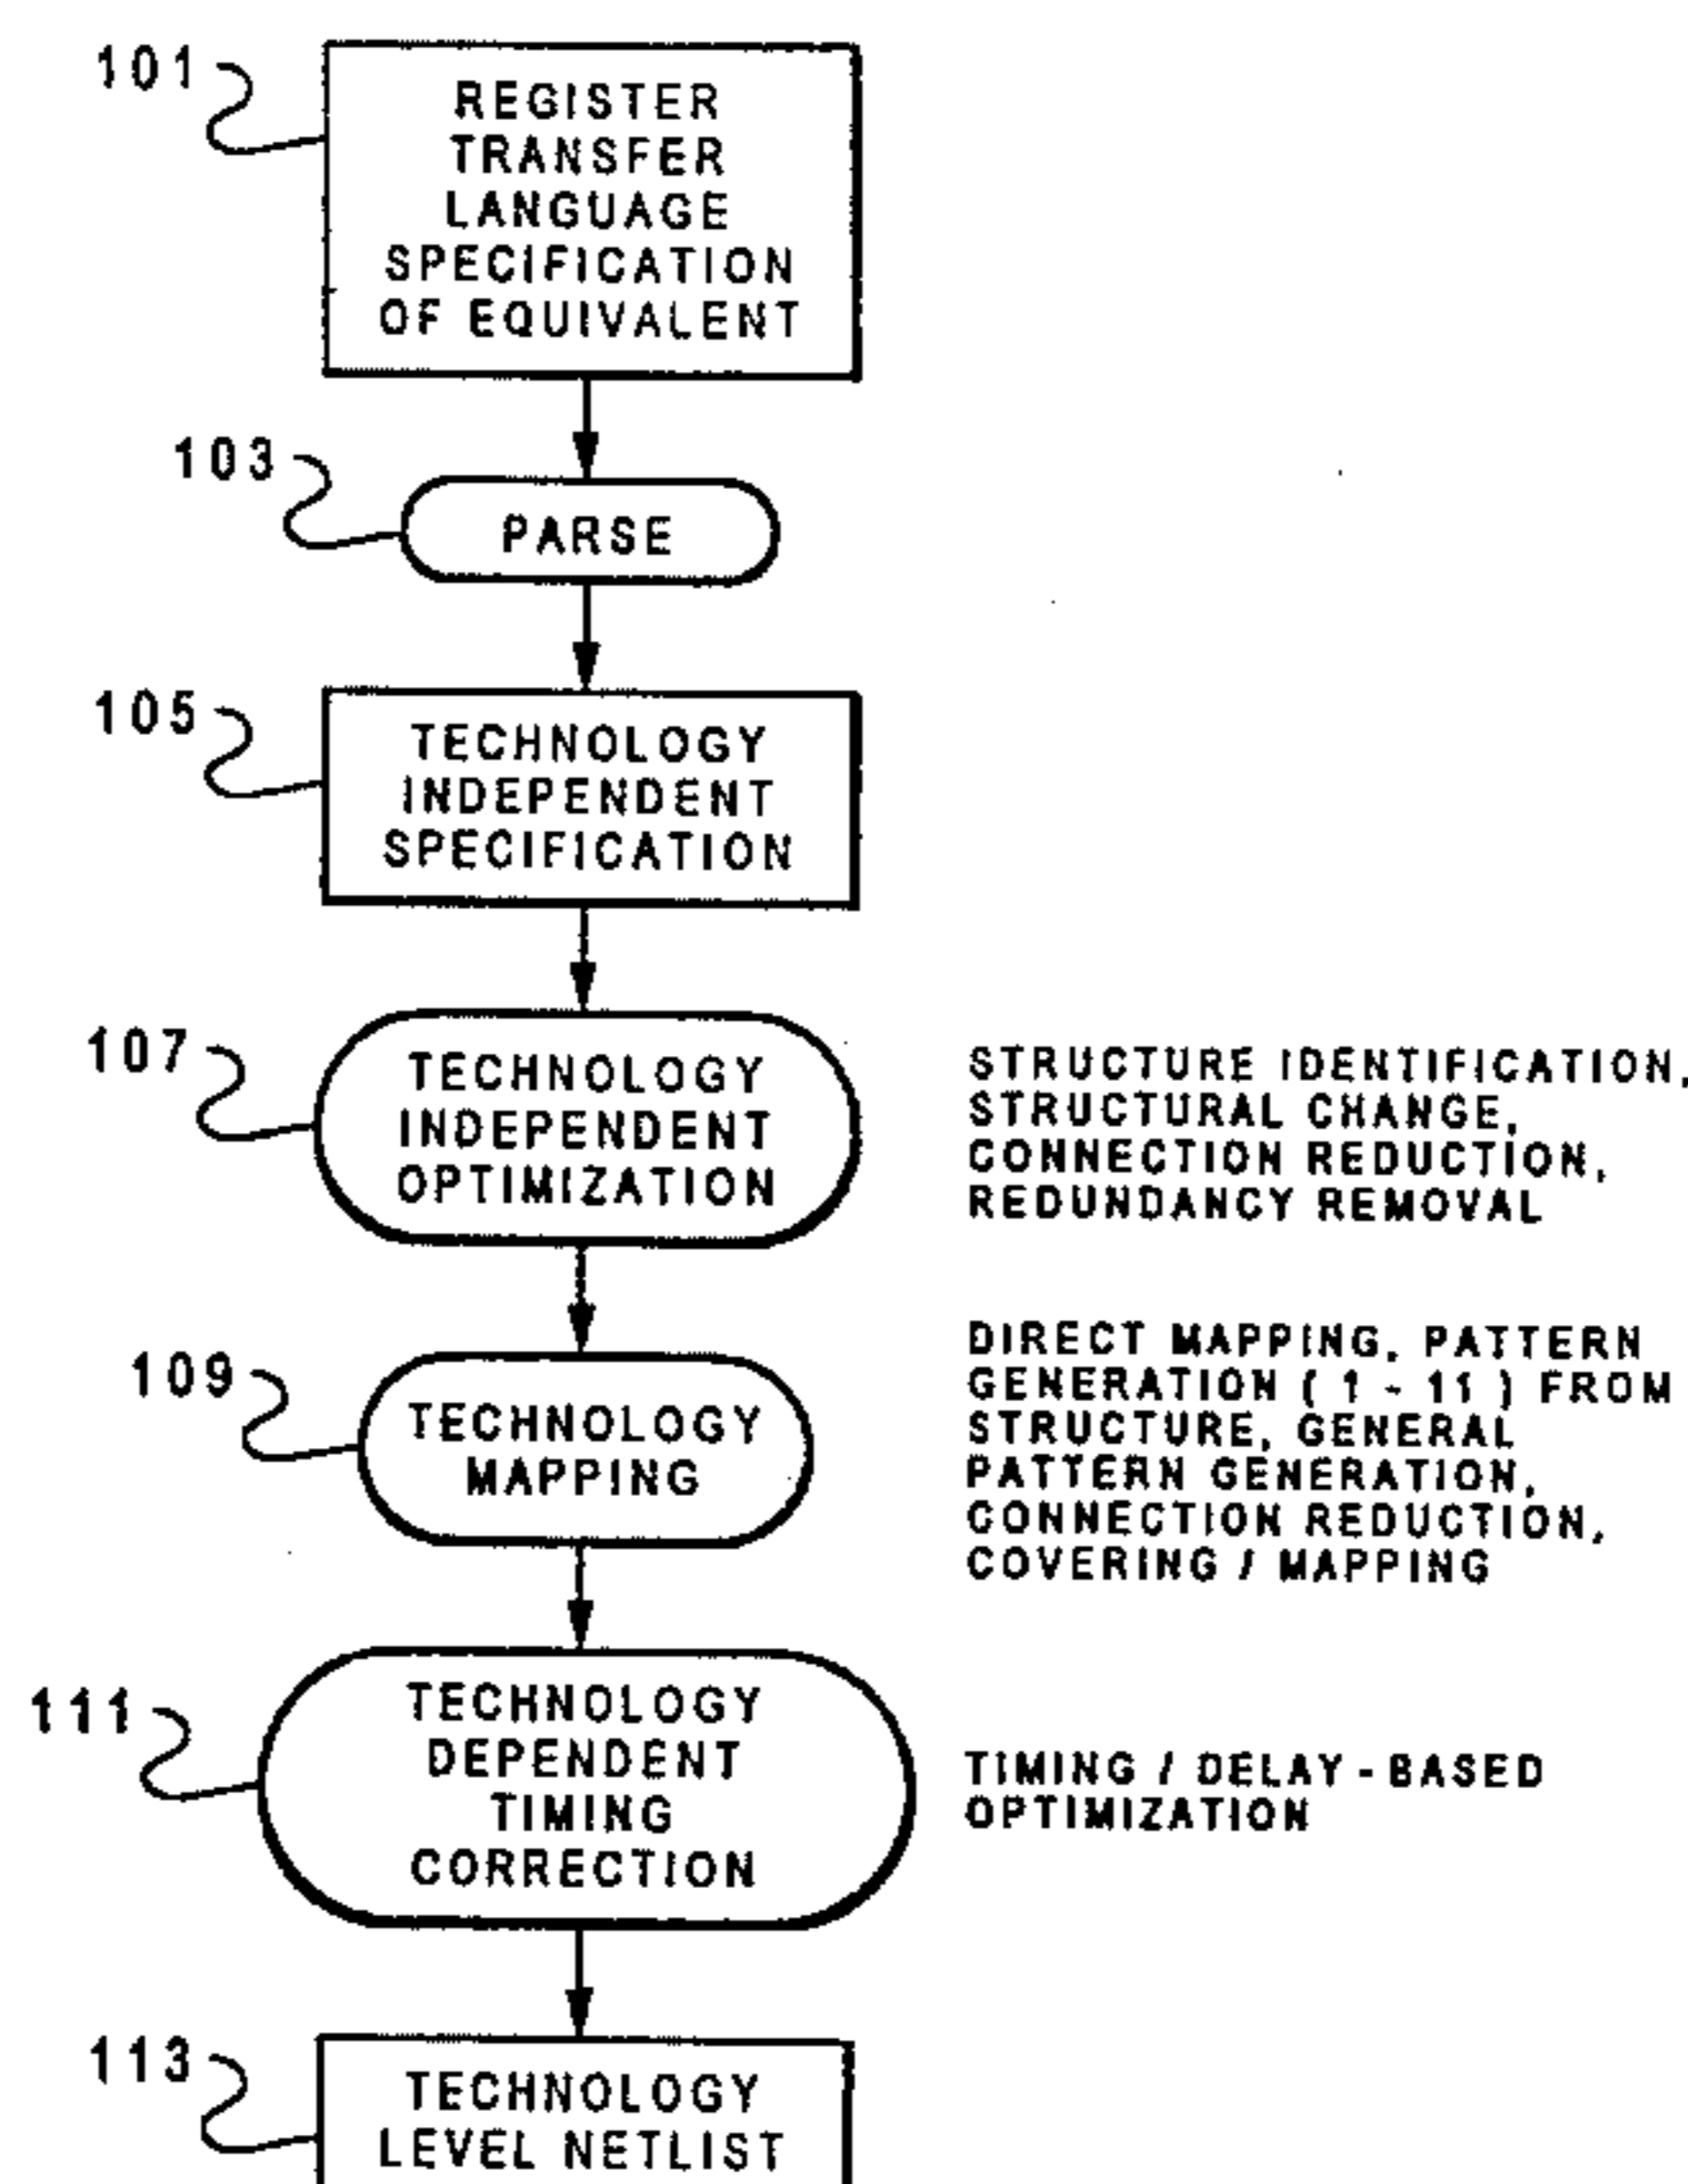 101
REGISTER
TRANSFER
LANGUAGE
SPECIFICATION
OF EQUIVALENT
103
PARSE
105
TECHNOLOGY
INDEPENDENT
SPECIFICATION
107
TECHNOLOGY
INDEPENDENT
OPTIMIZATION
STRUCTURE IDENTIFICATION,
STRUCTURAL CHANGE,
CONNECTION REDUCTION,
REDUNDANCY REMOVAL
109
TECHNOLOGY
MAPPING
DIRECT MAPPING, PATTERN
GENERATION ( 1 - 11 ) FROM
STRUCTURE, GENERAL
PATTERN GENERATION,
CONNECTION REDUCTION,
COVERING / MAPPING
111
TECHNOLOGY
DEPENDENT
TIMING
CORRECTION
TIMING / DELAY - BASED
OPTIMIZATION
113
TECHNOLOGY
LEVEL NETLIST